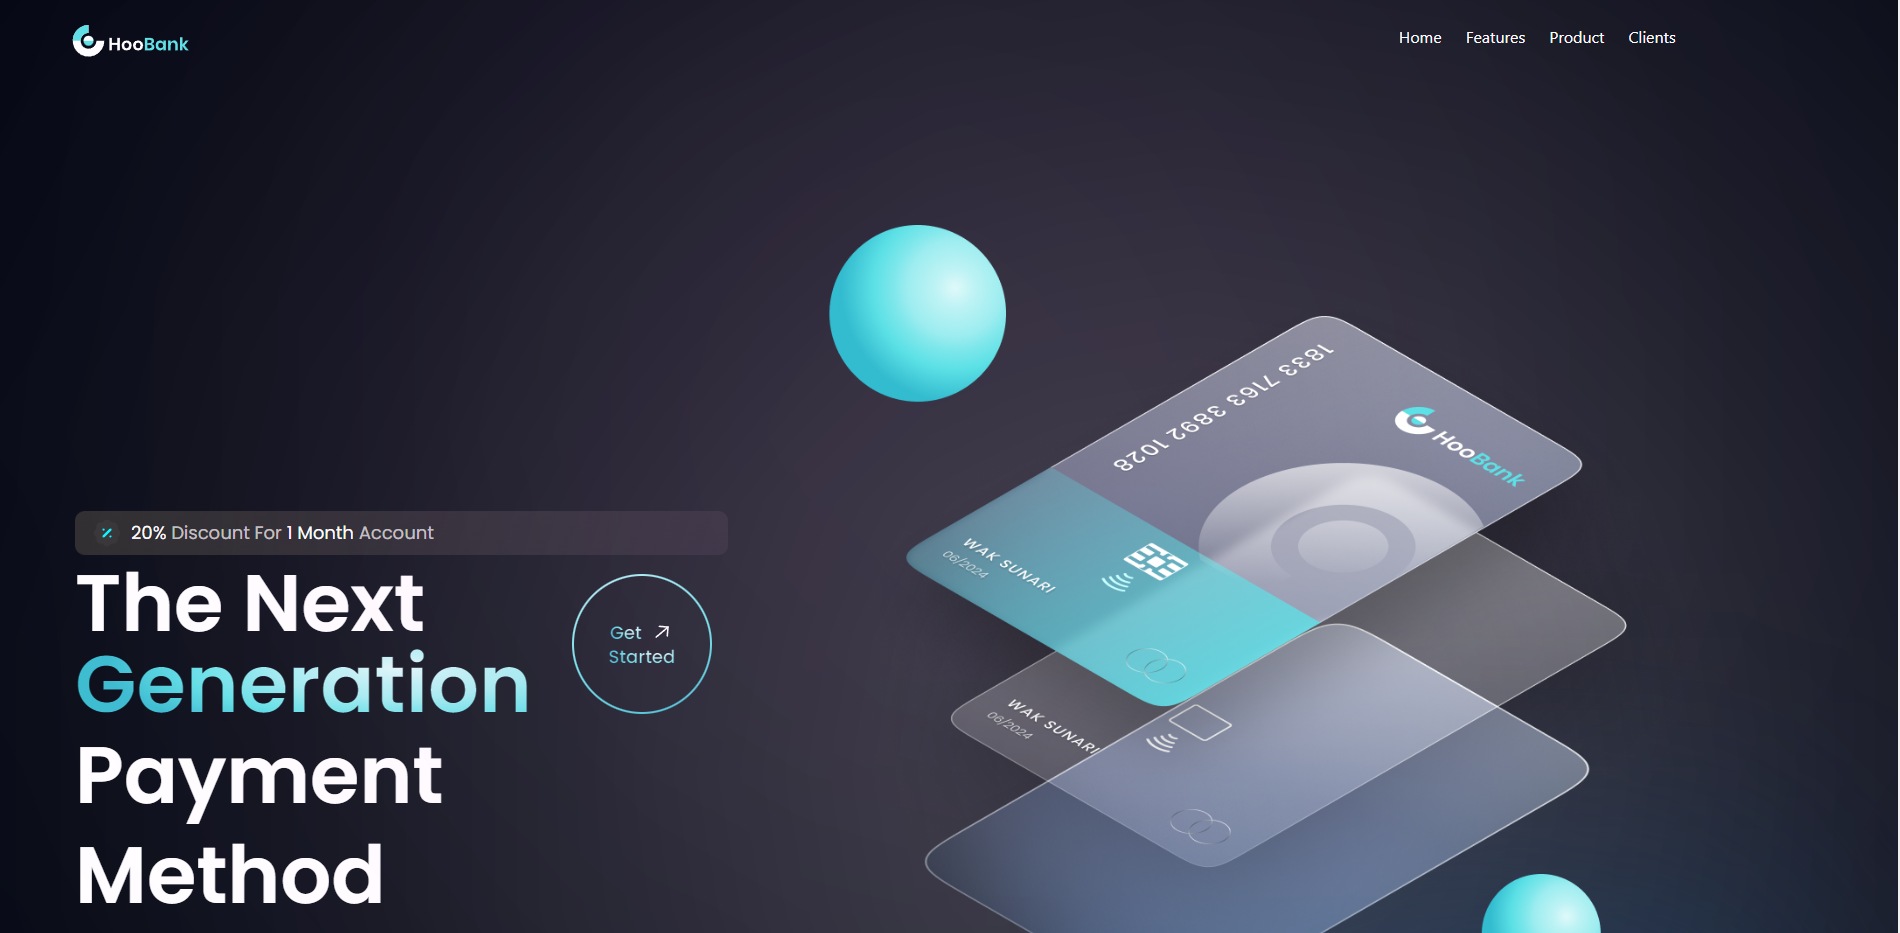 HooBank
Home Features Product Clients
20% Discount For 1 Month Account
The Next
Generation
Payment
Method
Get
Started
1833 7163 3892 1028
HooBank
WAK SUNARI
06/2024
WAK SUNARI
06/2024